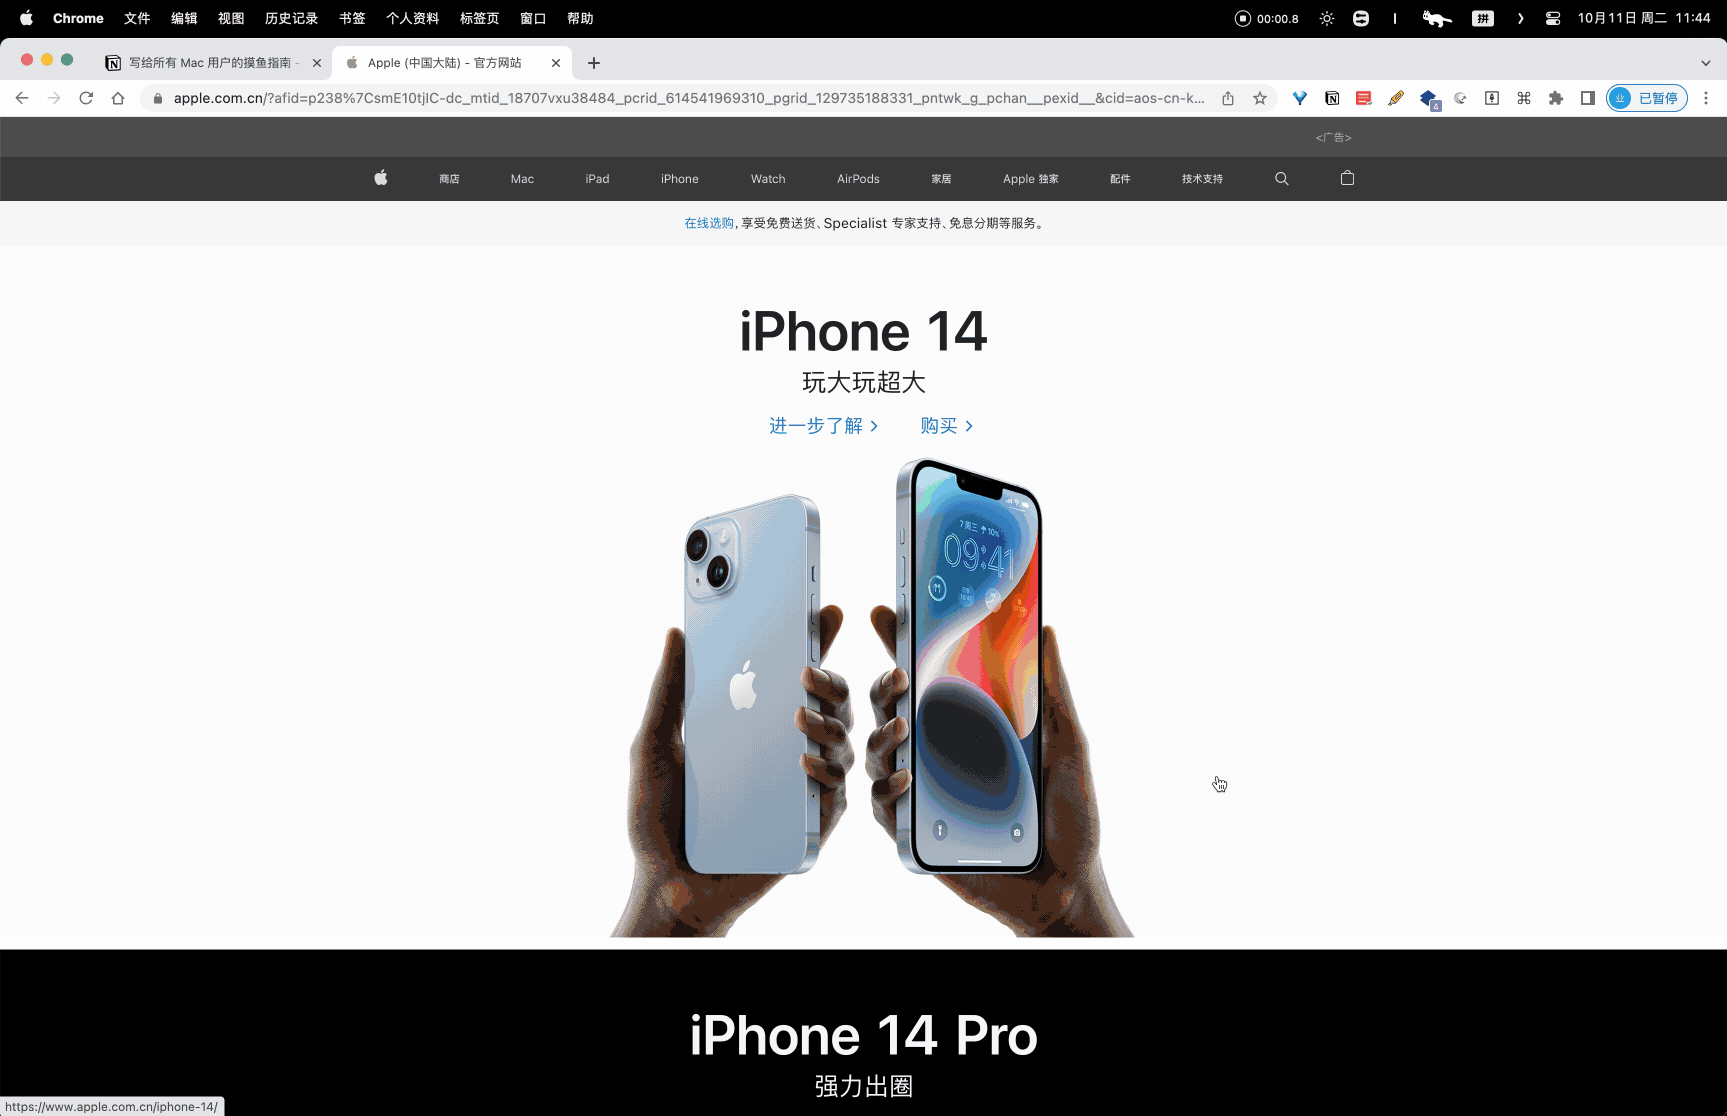 Chrome 文件 编辑 视图 历史记录 书签 个人资料 标签页 窗口 帮助 00:00.8 拼 10月11日 周二 11:44
写给所有 Mac 用户的摸鱼指南 - Apple (中国大陆) - 官方网站
apple.com.cn/?afid=p238%7CsmE10tjIC-dc_mtid_18707vxu38484_pcrid_614541969310_pgrid_129735188331_pntwk_g_pchan__pexid__&cid=aos-cn-k... 4 业 已暂停
<广告>
商店 Mac iPad iPhone Watch AirPods 家居 Apple 独家 配件 技术支持
在线选购，享受免费送货、Specialist 专家支持、免息分期等服务。
iPhone 14
玩大玩超大
进一步了解 > 购买 >
7 周三 10%
09:41
iPhone 14 Pro
强力出圈
https://www.apple.com.cn/iphone-14/